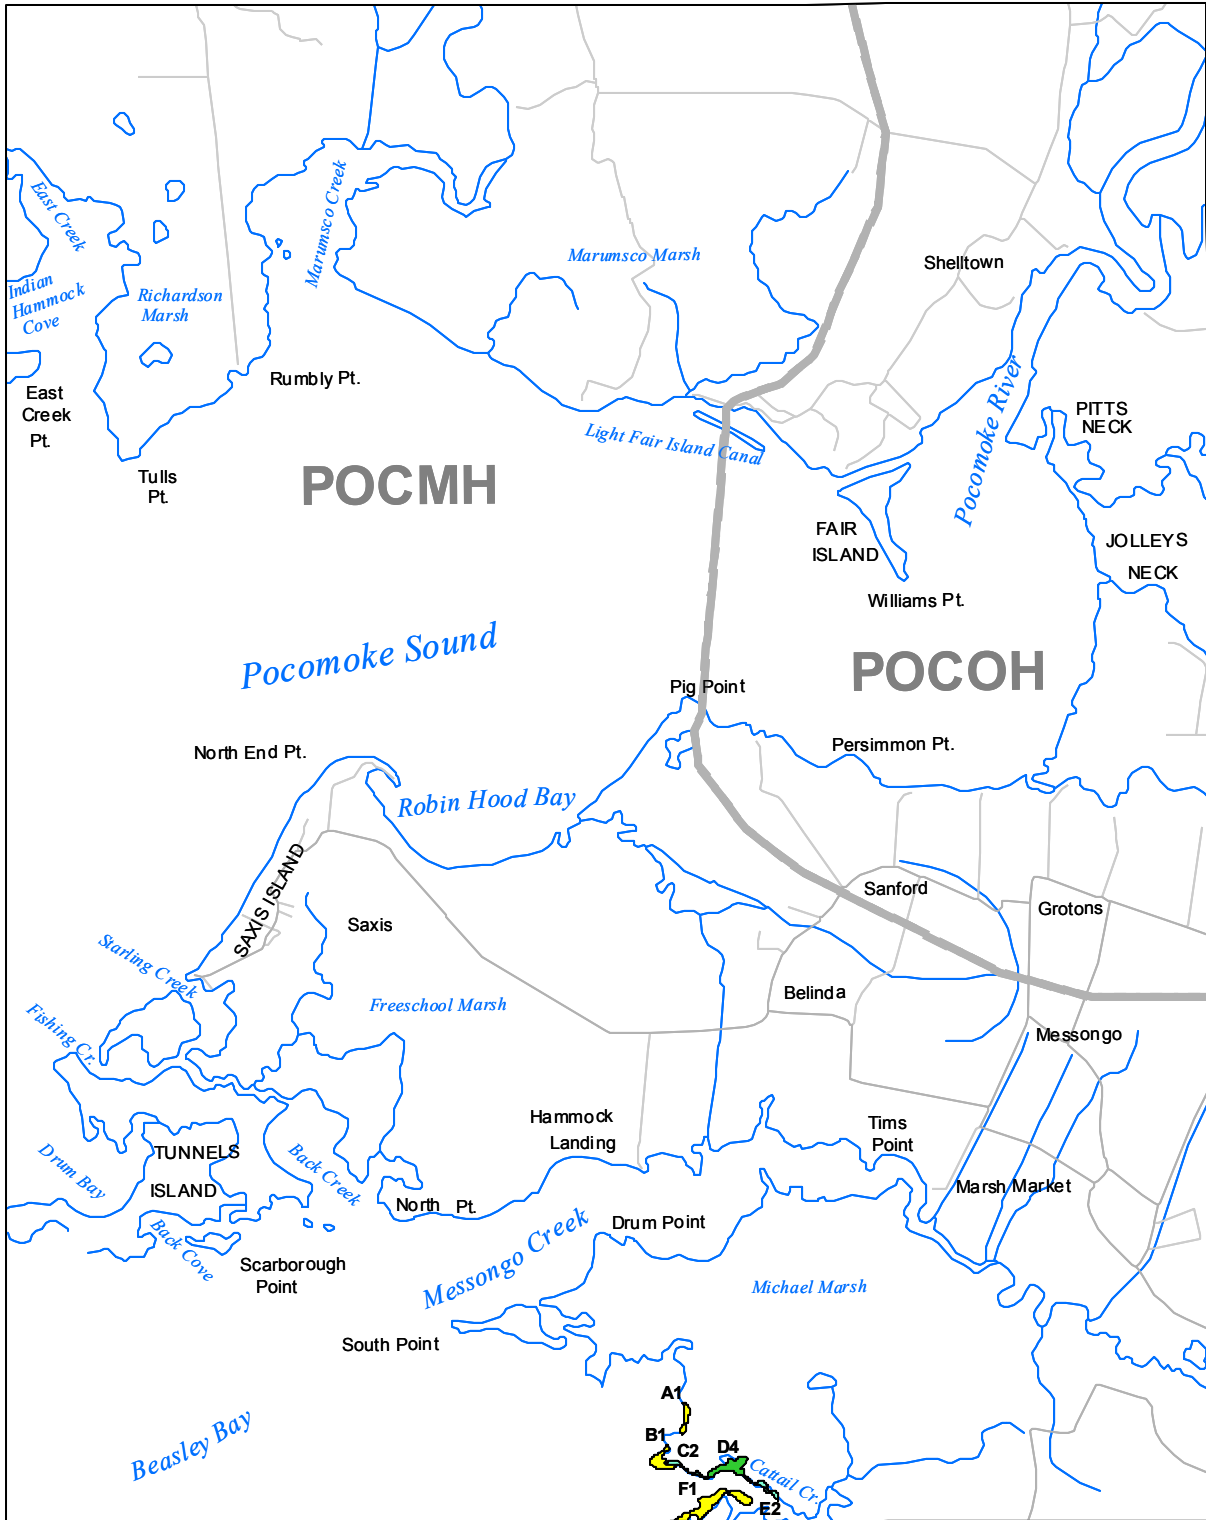 East Creek
Marumsco Creek
Marumsco Marsh
Shelltown
Indian
Hammock
Cove
Richardson
Marsh
Rumbly Pt.
East
Creek
Pt.
Pocomoke River
PITTS
NECK
Light Fair Island Canal
Tulls
Pt.
POCMH
FAIR
ISLAND
JOLLEYS
NECK
Williams Pt.
Pocomoke Sound
POCOH
Pig Point
North End Pt.
Persimmon Pt.
Robin Hood Bay
SAXIS ISLAND
Sanford
Grotons
Saxis
Starling Creek
Belinda
Freeschool Marsh
Fishing Cr.
Messongo
Hammock
Landing
Tims
Point
TUNNELS
ISLAND
Drum Bay
Back Creek
Marsh Market
North Pt.
Drum Point
Back Cove
Scarborough
Point
Messongo Creek
Michael Marsh
South Point
A1
Beasley Bay
B1
C2
D4
Cattail Cr.
F1
E2